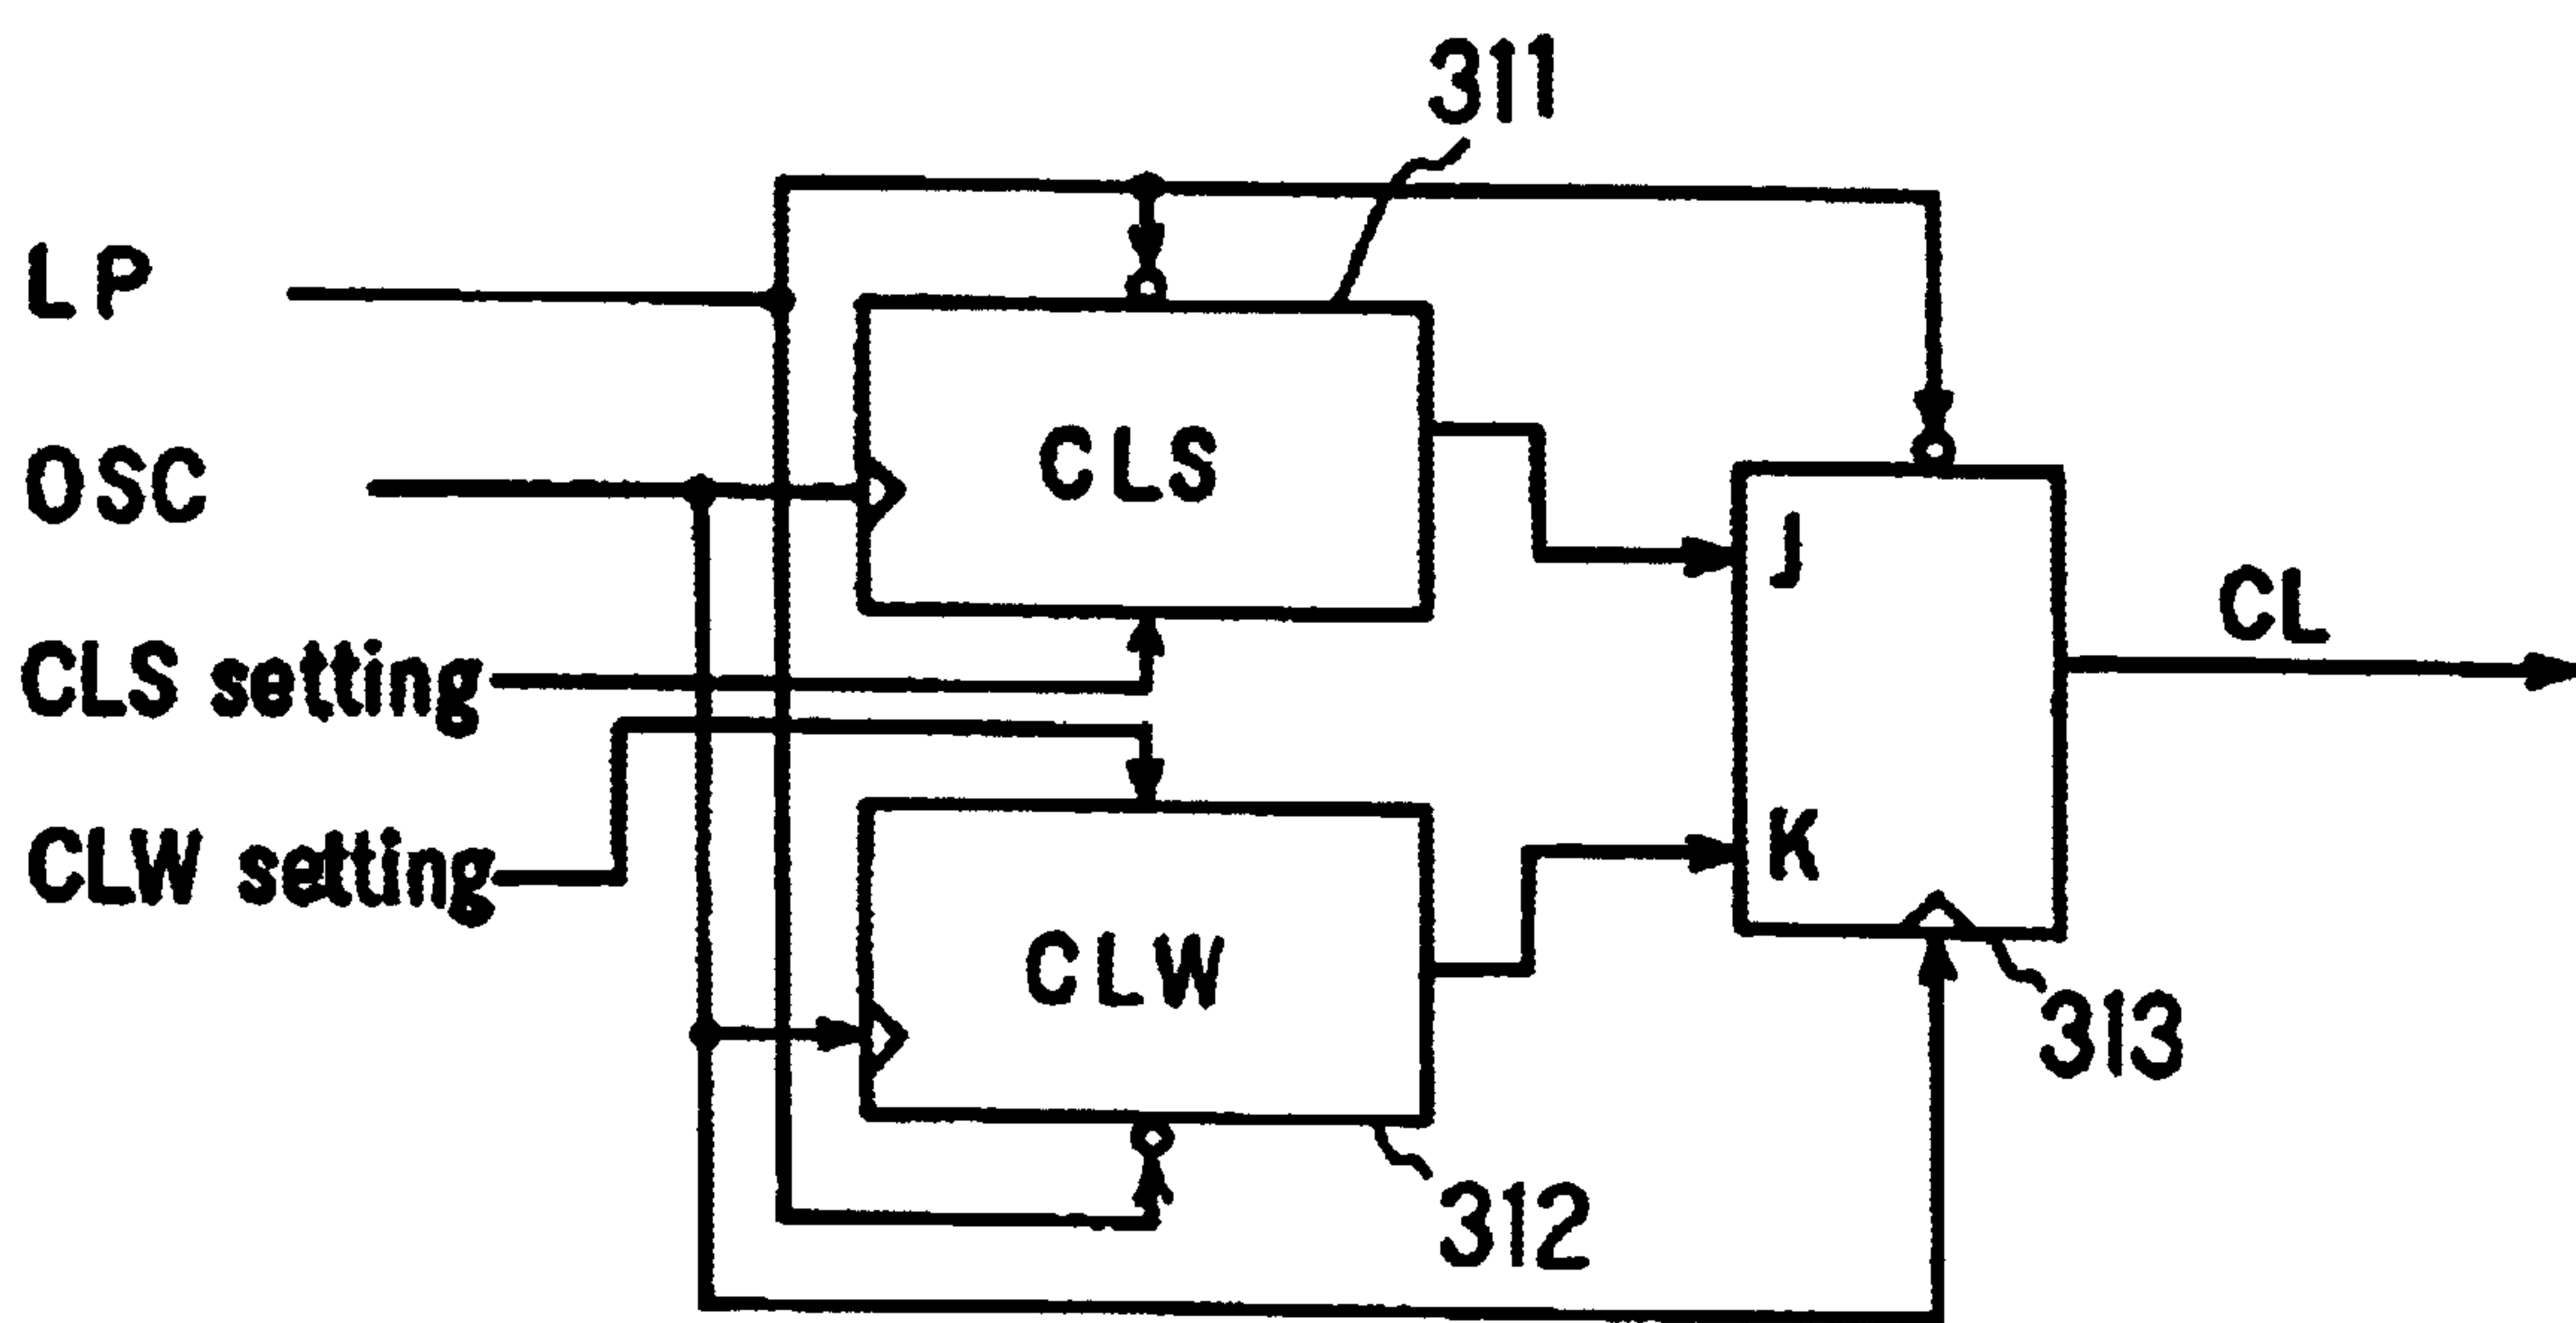 311
LP
CLS
OSC
J
CL
CLS setting
CLW setting
K
CLW
313
312